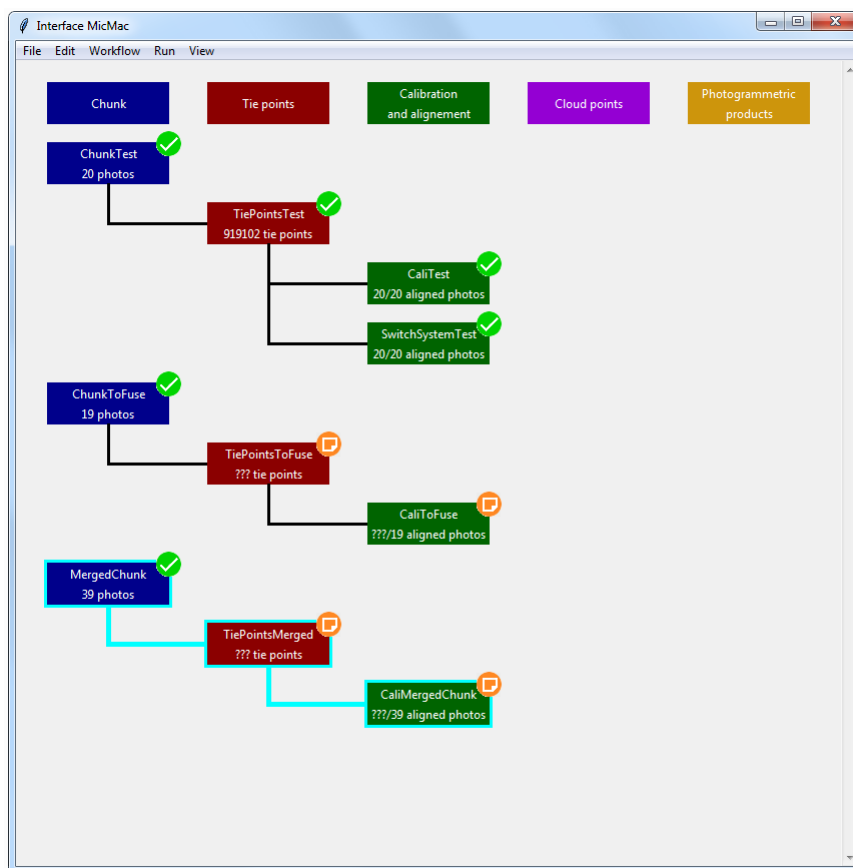 Interface MicMac
File Edit Workflow Run View
Chunk
Tie points
Calibration
and alignement
Cloud points
Photogrammetric
products
ChunkTest
20 photos
TiePointsTest
919102 tie points
CaliTest
20/20 aligned photos
SwitchSystemTest
20/20 aligned photos
ChunkToFuse
19 photos
TiePointsToFuse
??? tie points
CaliToFuse
???/19 aligned photos
MergedChunk
39 photos
TiePointsMerged
??? tie points
CaliMergedChunk
???/39 aligned photos